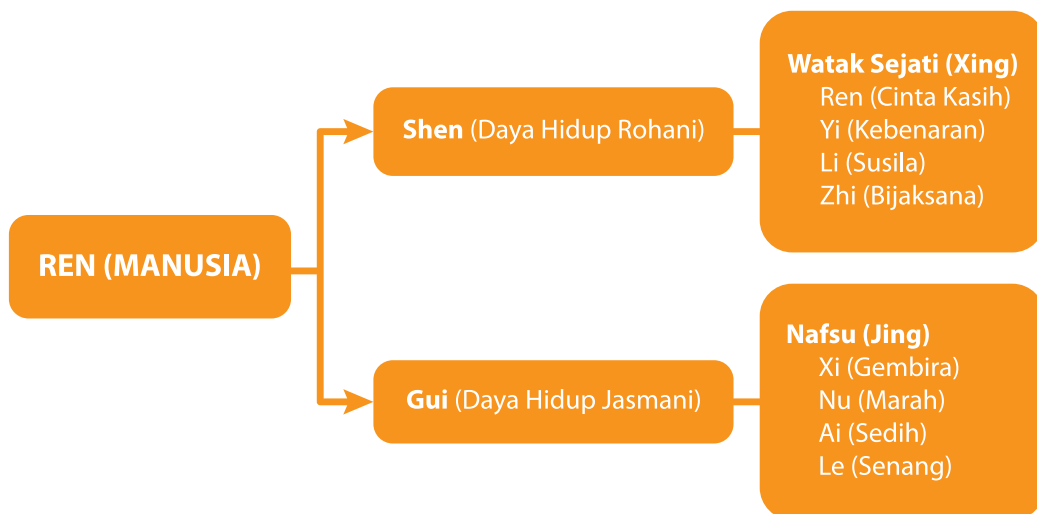 REN (MANUSIA)
Shen (Daya Hidup Rohani)
Watak Sejati (Xing)
Ren (Cinta Kasih)
Yi (Kebenaran)
Li (Susila)
Zhi (Bijaksana)
Gui (Daya Hidup Jasmani)
Nafsu (Jing)
Xi (Gembira)
Nu (Marah)
Ai (Sedih)
Le (Senang)